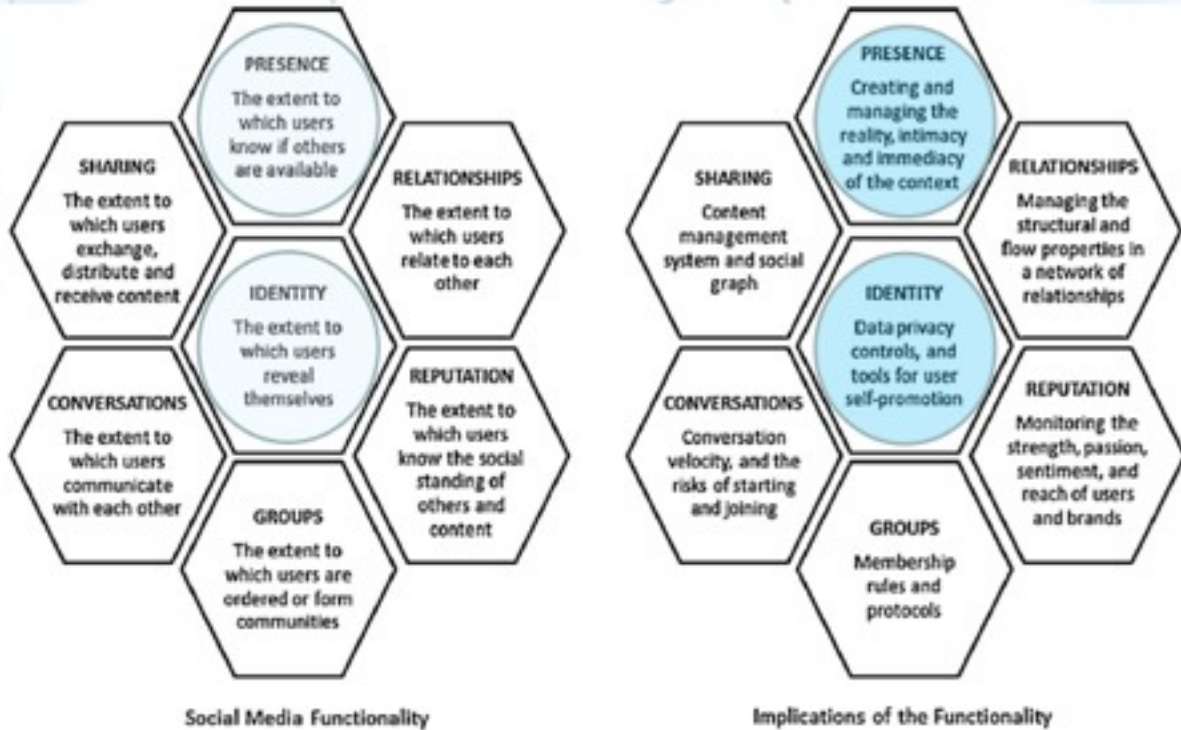 PRESENCE
The extent to
which users
know if others
are available
SHARING
The extent to
which users
exchange,
distribute and
receive content
RELATIONSHIPS
The extent to
which users
relate to each
other
IDENTITY
The extent to
which users
reveal
themselves
CONVERSATIONS
The extent to
which users
communicate
with each other
REPUTATION
The extent to
which users
know the social
standing of
others and
content
GROUPS
The extent to
which users are
ordered or form
communities
Social Media Functionality
PRESENCE
Creating and
managing the
reality, intimacy
and immediacy
of the context
SHARING
Content
management
system and social
graph
RELATIONSHIPS
Managing the
structural and
flow properties in
a network of
relationships
IDENTITY
Data privacy
controls, and
tools for user
self-promotion
CONVERSATIONS
Conversation
velocity, and the
risks of starting
and joining
REPUTATION
Monitoring the
strength, passion,
sentiment, and
reach of users
and brands
GROUPS
Membership
rules and
protocols
Implications of the Functionality